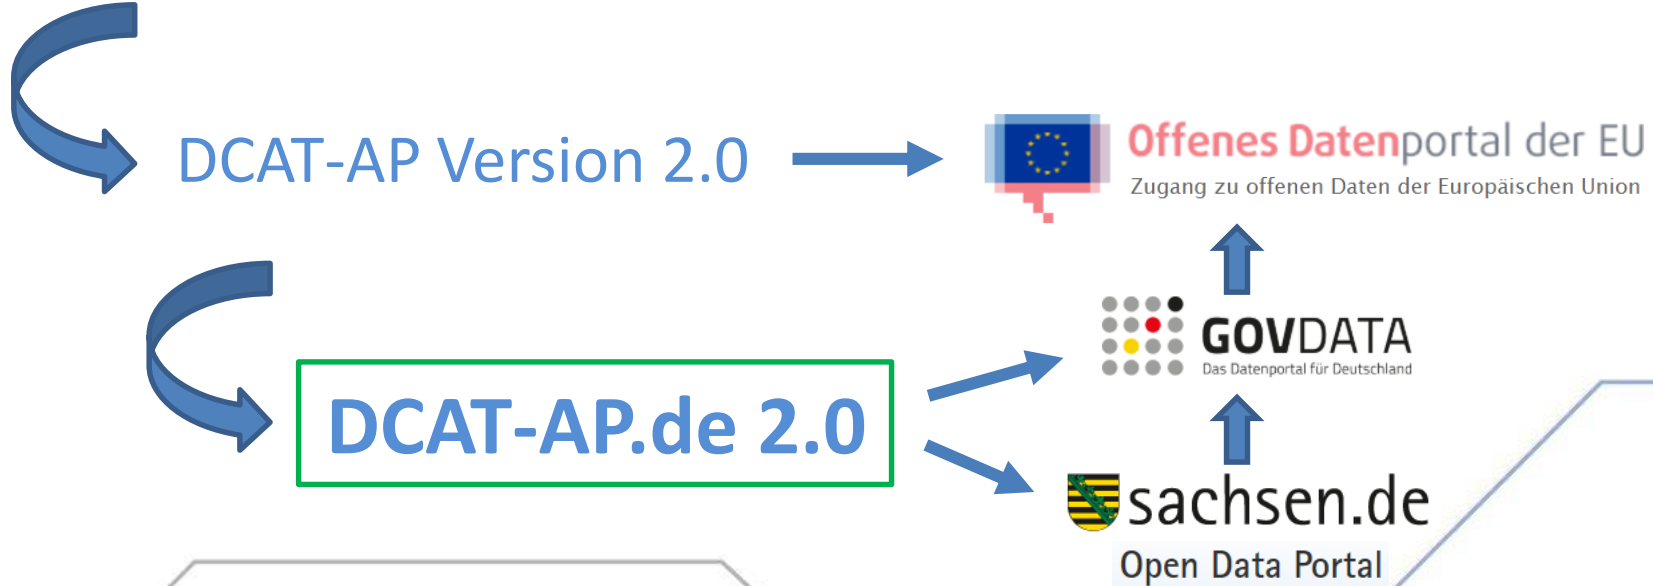 DCAT-AP Version 2.0
Offenes Datenportal der EU
Zugang zu offenen Daten der Europäischen Union
GOVDATA
Das Datenportal für Deutschland
DCAT-AP.de 2.0
sachsen.de
Open Data Portal